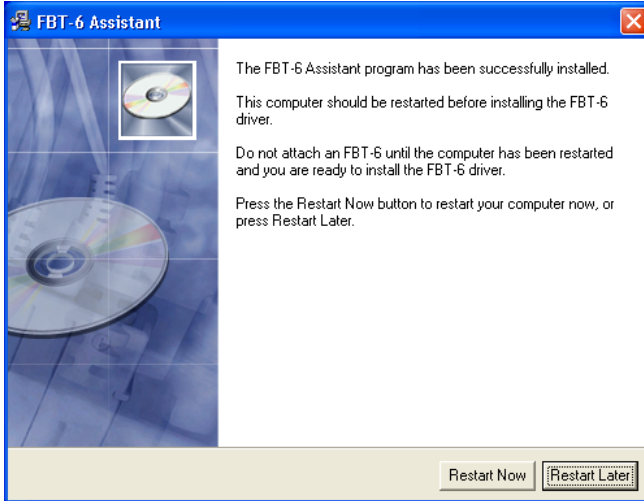 FBT-6 Assistant
The FBT-6 Assistant program has been successfully installed.
This computer should be restarted before installing the FBT-6
driver.
Do not attach an FBT-6 until the computer has been restarted
and you are ready to install the FBT-6 driver.
Press the Restart Now button to restart your computer now, or
press Restart Later.
Restart Now
Restart Later